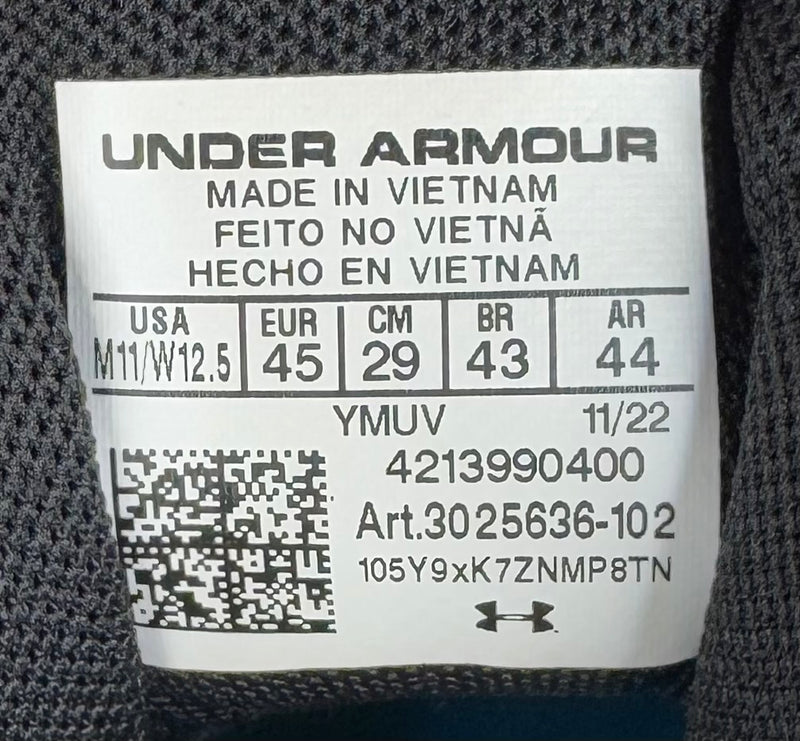 UNDER ARMOUR
MADE IN VIETNAM
FEITO NO VIETNÃ
HECHO EN VIETNAM
USA EUR CM BR AR
M11/W12.5 45 29 43 44
YMUV 11/22
4213990400
Art.3025636-102
105Y9xK7ZNMP8TN